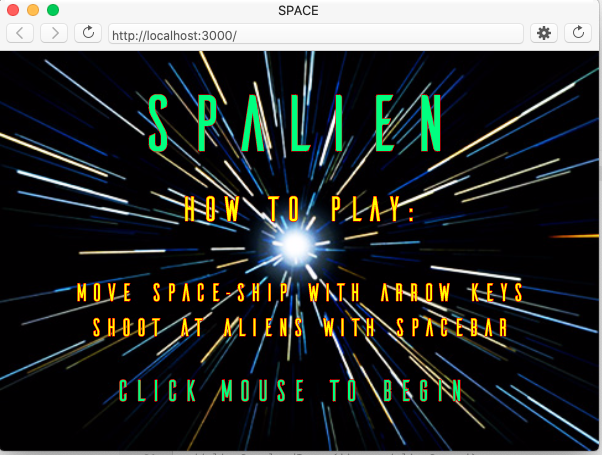 SPACE
http://localhost:3000/
SPALIEN
HOW TO PLAY:
MOVE SPACE-SHIP WITH ARROW KEYS
SHOOT AT ALIENS WITH SPACEBAR
CLICK MOUSE TO BEGIN